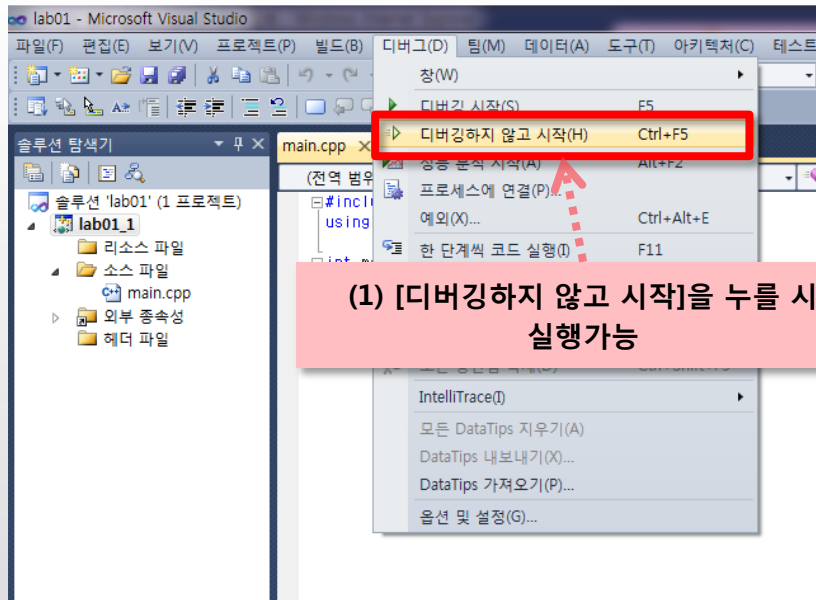 lab01 - Microsoft Visual Studio
파일(F) 편집(E) 보기(V) 프로젝트(P) 빌드(B) 디버그(D) 팀(M) 데이터(A) 도구(T) 아키텍처(C) 테스트
창(W)
디버깅 시작(S) F5
솔루션 탐색기
main.cpp
디버깅하지 않고 시작(H) Ctrl+F5
성능 분석 시작(A) Alt+F2
(전역 범위
프로세스에 연결(P)...
솔루션 'lab01' (1 프로젝트)
#inclu
예외(X)... Ctrl+Alt+E
lab01_1
using
리소스 파일
한 단계씩 코드 실행(I) F11
소스 파일
int
main.cpp
외부 종속성
헤더 파일
(1) [디버깅하지 않고 시작]을 누를 시
실행가능
IntelliTrace(I)
모든 DataTips 지우기(A)
DataTips 내보내기(X)...
DataTips 가져오기(P)...
옵션 및 설정(G)...